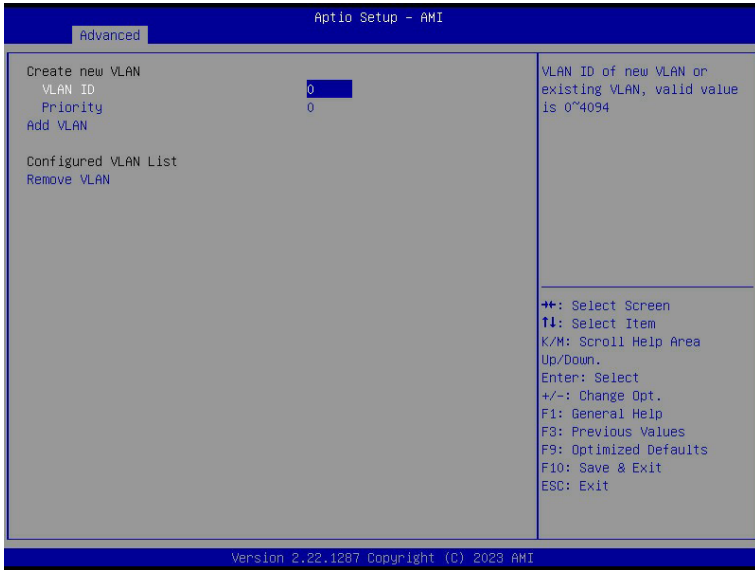 Aptio Setup – AMI
Advanced
Create new VLAN
VLAN ID 0
Priority 0
Add VLAN
Configured VLAN List
Remove VLAN
VLAN ID of new VLAN or
existing VLAN, valid value
is 0~4094
→←: Select Screen
↑↓: Select Item
K/M: Scroll Help Area
Up/Down.
Enter: Select
+/-: Change Opt.
F1: General Help
F3: Previous Values
F9: Optimized Defaults
F10: Save & Exit
ESC: Exit
Version 2.22.1287 Copyright (C) 2023 AMI